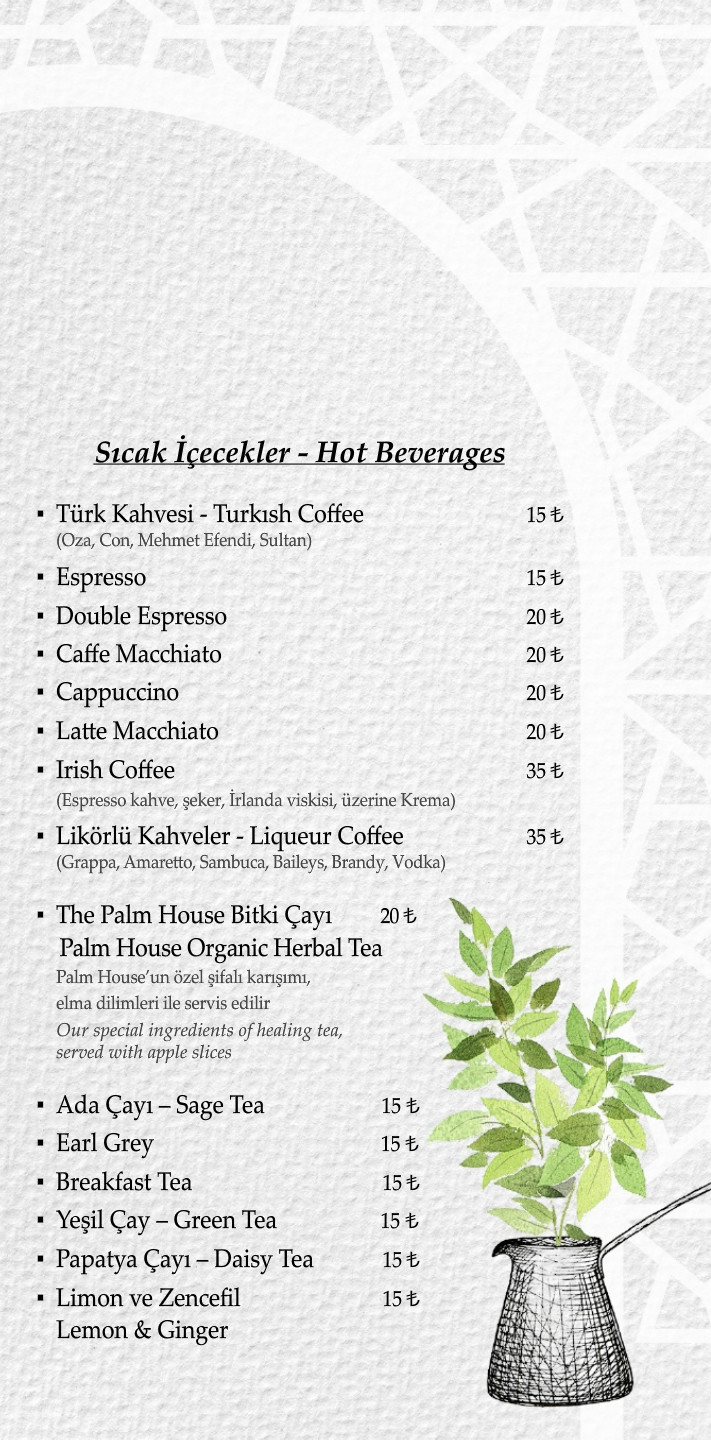 Sıcak İçecekler - Hot Beverages
▪ Türk Kahvesi - Turkısh Coffee 15 ₺
(Oza, Con, Mehmet Efendi, Sultan)
▪ Espresso 15 ₺
▪ Double Espresso 20 ₺
▪ Caffe Macchiato 20 ₺
▪ Cappuccino 20 ₺
▪ Latte Macchiato 20 ₺
▪ Irish Coffee 35 ₺
(Espresso kahve, şeker, İrlanda viskisi, üzerine Krema)
▪ Likörlü Kahveler - Liqueur Coffee 35 ₺
(Grappa, Amaretto, Sambuca, Baileys, Brandy, Vodka)
▪ The Palm House Bitki Çayı 20 ₺
Palm House Organic Herbal Tea
Palm House’un özel şifalı karışımı,
elma dilimleri ile servis edilir
Our special ingredients of healing tea,
served with apple slices
▪ Ada Çayı – Sage Tea 15 ₺
▪ Earl Grey 15 ₺
▪ Breakfast Tea 15 ₺
▪ Yeşil Çay – Green Tea 15 ₺
▪ Papatya Çayı – Daisy Tea 15 ₺
▪ Limon ve Zencefil 15 ₺
Lemon & Ginger